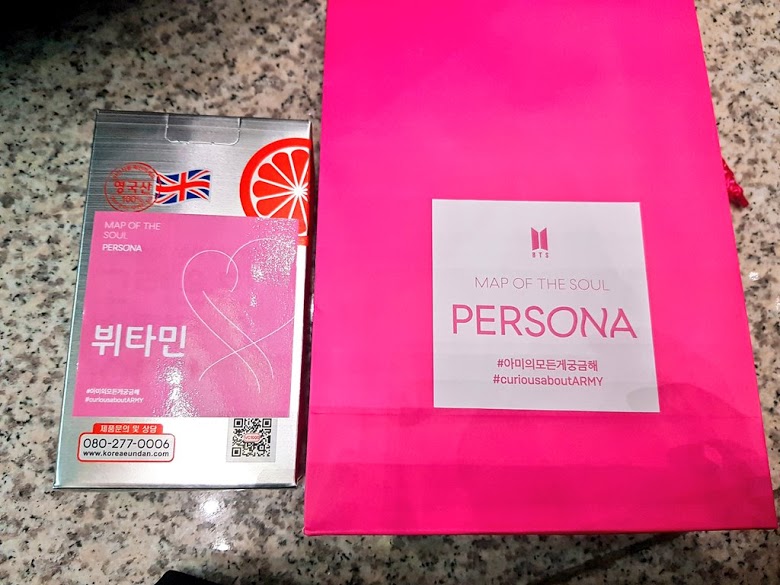 영국산
100%
MAP OF THE
SOUL
PERSONA
뷔타민
#아미의모든게궁금해
#curiousaboutARMY
제품문의 및 상담
080-277-0006
www.koreaeundan.com
BTS
MAP OF THE SOUL
PERSONA
#아미의모든게궁금해
#curiousaboutARMY